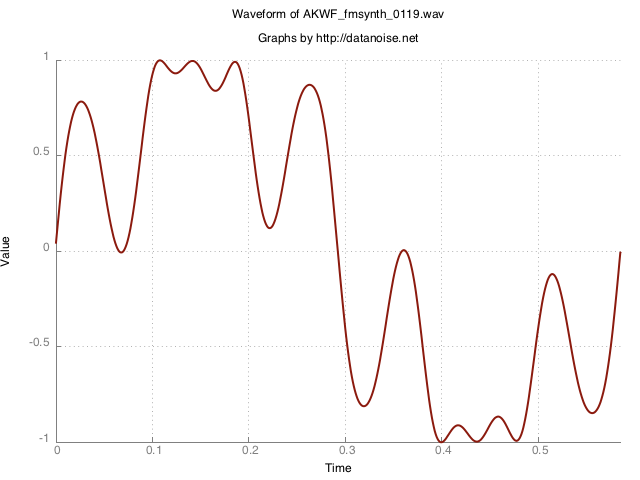 Waveform of AKWF_fmsynth_0119.wav
Graphs by http://datanoise.net
1
0.5
0
-0.5
-1
Value
0 0.1 0.2 0.3 0.4 0.5
Time